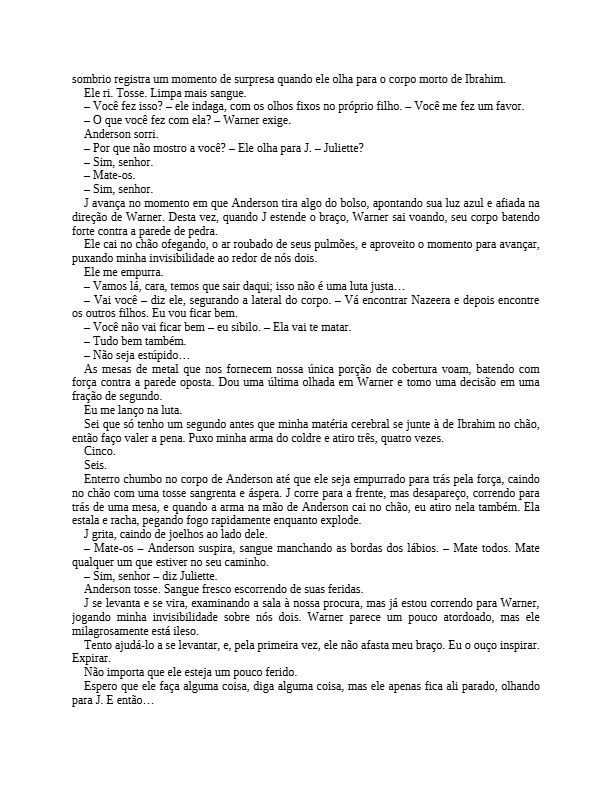 sombrio registra um momento de surpresa quando ele olha para o corpo morto de Ibrahim.
Ele ri. Tosse. Limpa mais sangue.
– Você fez isso? – ele indaga, com os olhos fixos no próprio filho. – Você me fez um favor.
– O que você fez com ela? – Warner exige.
Anderson sorri.
– Por que não mostro a você? – Ele olha para J. – Juliette?
– Sim, senhor.
– Mate-os.
– Sim, senhor.
J avança no momento em que Anderson tira algo do bolso, apontando sua luz azul e afiada na
direção de Warner. Desta vez, quando J estende o braço, Warner sai voando, seu corpo batendo
forte contra a parede de pedra.
Ele cai no chão ofegando, o ar roubado de seus pulmões, e aproveito o momento para avançar,
puxando minha invisibilidade ao redor de nós dois.
Ele me empurra.
– Vamos lá, cara, temos que sair daqui; isso não é uma luta justa…
– Vai você – diz ele, segurando a lateral do corpo. – Vá encontrar Nazeera e depois encontre
os outros filhos. Eu vou ficar bem.
– Você não vai ficar bem – eu sibilo. – Ela vai te matar.
– Tudo bem também.
– Não seja estúpido…
As mesas de metal que nos fornecem nossa única porção de cobertura voam, batendo com
força contra a parede oposta. Dou uma última olhada em Warner e tomo uma decisão em uma
fração de segundo.
Eu me lanço na luta.
Sei que só tenho um segundo antes que minha matéria cerebral se junte à de Ibrahim no chão,
então faço valer a pena. Puxo minha arma do coldre e atiro três, quatro vezes.
Cinco.
Seis.
Enterro chumbo no corpo de Anderson até que ele seja empurrado para trás pela força, caindo
no chão com uma tosse sangrenta e áspera. J corre para a frente, mas desapareço, correndo para
trás de uma mesa, e quando a arma na mão de Anderson cai no chão, eu atiro nela também. Ela
estala e racha, pegando fogo rapidamente enquanto explode.
J grita, caindo de joelhos ao lado dele.
– Mate-os – Anderson suspira, sangue manchando as bordas dos lábios. – Mate todos. Mate
qualquer um que estiver no seu caminho.
– Sim, senhor – diz Juliette.
Anderson tosse. Sangue fresco escorrendo de suas feridas.
J se levanta e se vira, examinando a sala à nossa procura, mas já estou correndo para Warner,
jogando minha invisibilidade sobre nós dois. Warner parece um pouco atordoado, mas ele
milagrosamente está ileso.
Tento ajudá-lo a se levantar, e, pela primeira vez, ele não afasta meu braço. Eu o ouço inspirar.
Expirar.
Não importa que ele esteja um pouco ferido.
Espero que ele faça alguma coisa, diga alguma coisa, mas ele apenas fica ali parado, olhando
para J. E então…